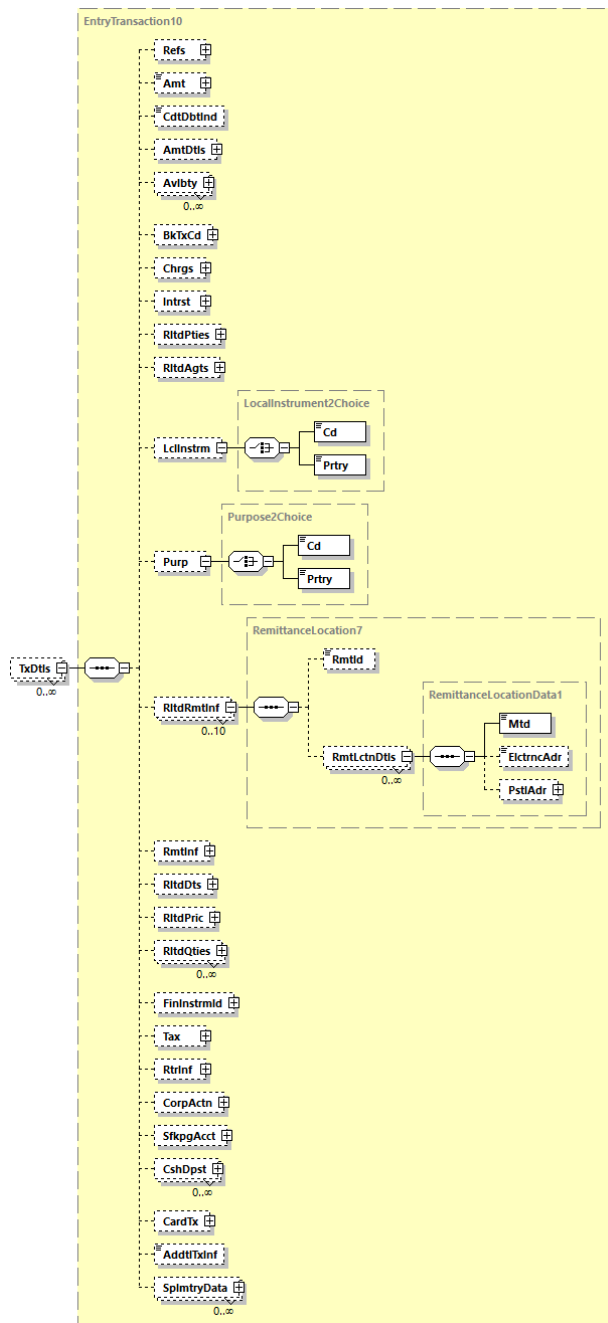 EntryTransaction10
Refs
Amt
CdtDbtInd
AmtDtls
Avlbty
0..∞
BkTxCd
Chrgs
Intrst
RltdPties
RltdAgts
LocalInstrument2Choice
Cd
LclInstrm
Prtry
Purpose2Choice
Cd
Purp
Prtry
RemittanceLocation7
RmtId
TxDtls
0..∞
RemittanceLocationData1
RltdRmtInf
0..10
Mtd
RmtLctnDtls
0..∞
ElctrncAdr
PstlAdr
RmtInf
RltdDts
RltdPric
RltdQties
0..∞
FinInstrmId
Tax
RtrInf
CorpActn
SfkpgAcct
CshDpst
0..∞
CardTx
AddtlTxInf
SplmtryData
0..∞